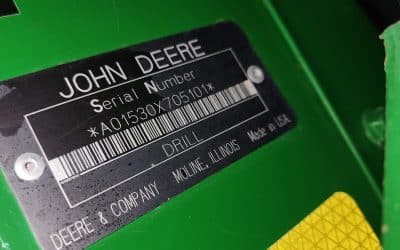 JOHN DEERE
Serial Number
*A01530X705101*
DRILL
DEERE & COMPANY MOLINE, ILLINOIS Made in USA